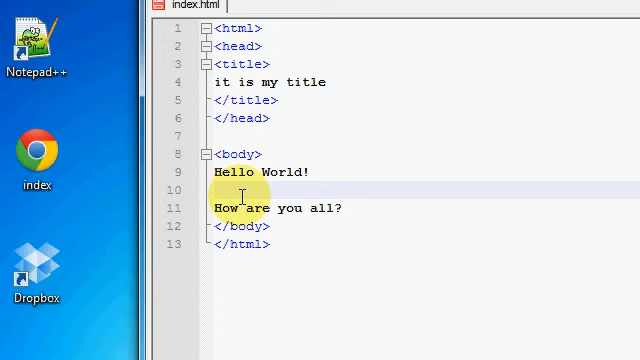 index.html
Notepad++
index
Dropbox
1 <html>
2 <head>
3 <title>
4 it is my title
5 </title>
6 </head>
7
8 <body>
9 Hello World!
10
11 How are you all?
12 </body>
13 </html>